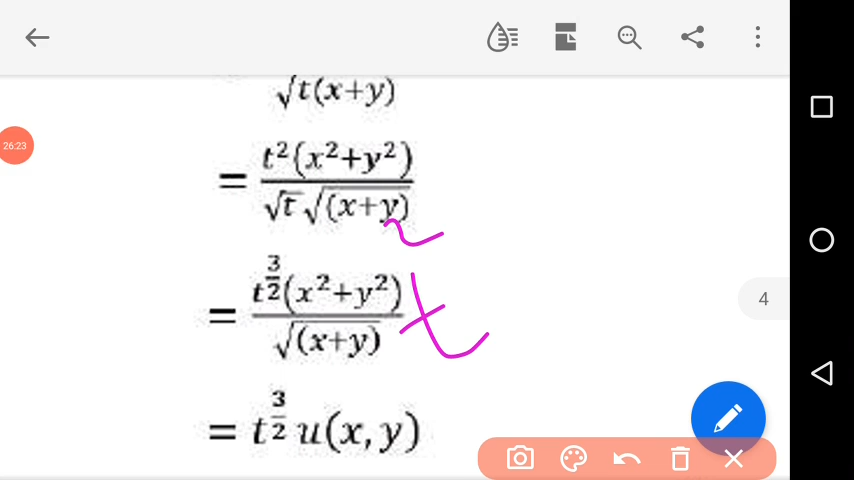 √t(x+y)
26:23
= t²(x²+y²) / √t √(x+y)
= t^(3/2)(x²+y²) / √(x+y)
t
4
= t^(3/2) u(x,y)